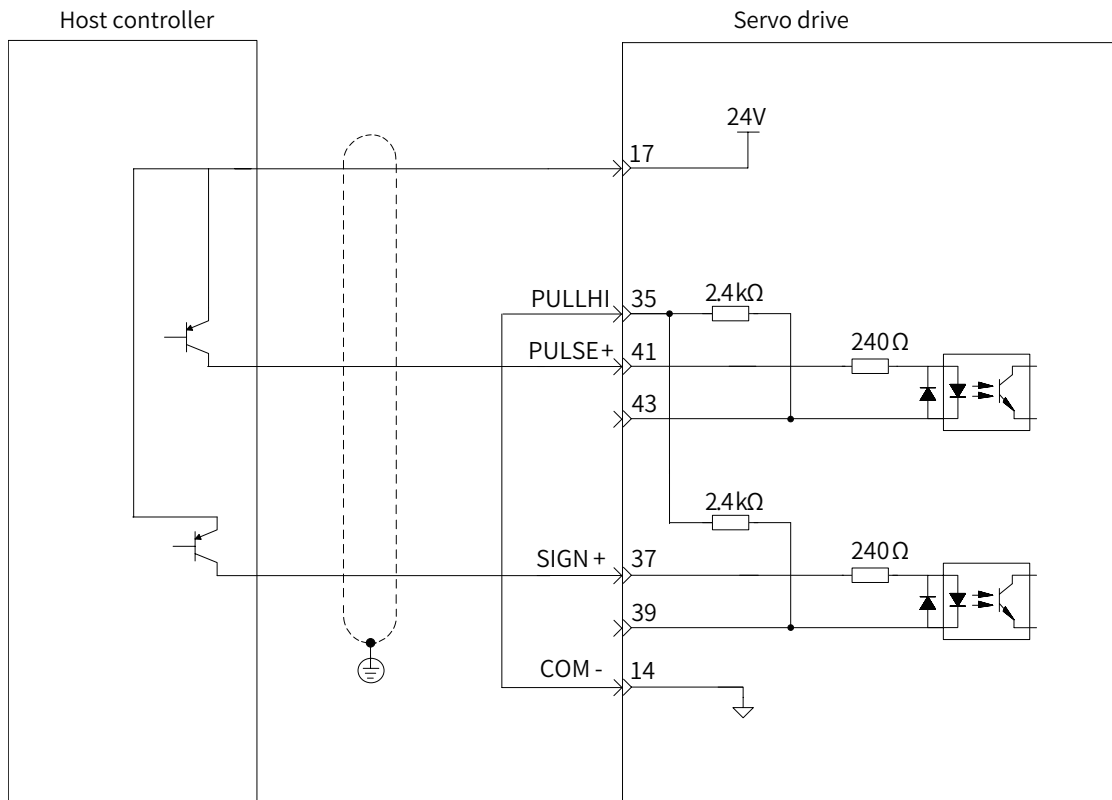 Host controller
Servo drive
24V
17
PULLHI
35
2.4kΩ
PULSE+
41
240Ω
43
2.4kΩ
SIGN +
37
240Ω
39
COM -
14